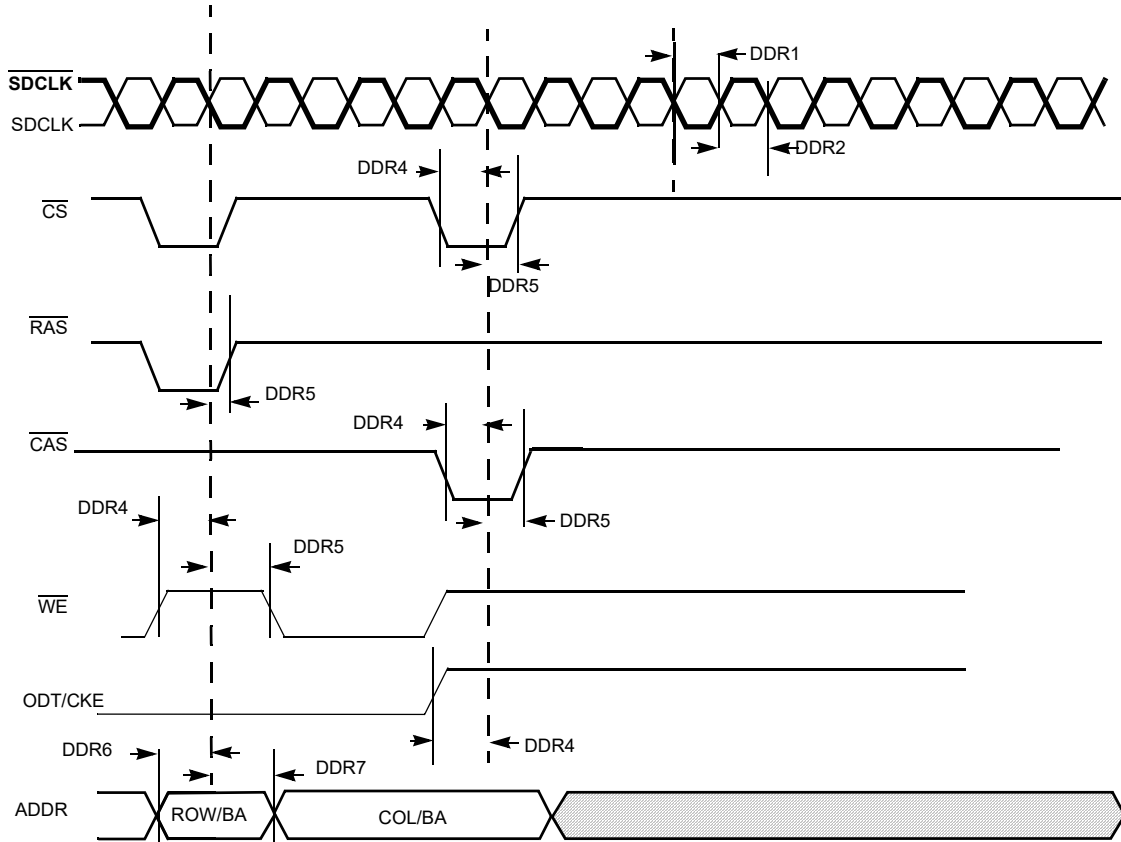 DDR1
SDCLK
SDCLK
DDR2
DDR4
CS
DDR5
RAS
DDR5
DDR4
CAS
DDR4
DDR5
DDR5
WE
ODT/CKE
DDR6
DDR4
DDR7
ADDR
ROW/BA
COL/BA